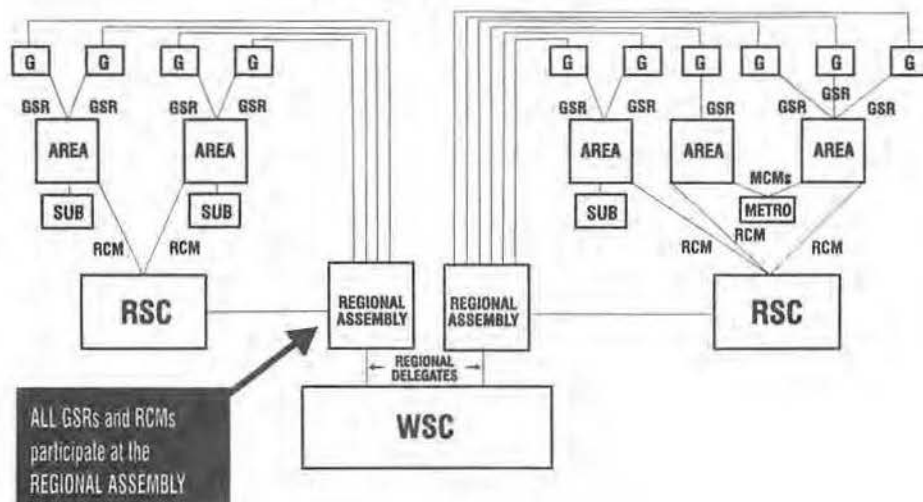 G G G G G G G G G G
GSR GSR GSR GSR GSR GSR GSR GSR GSR GSR
AREA AREA AREA AREA AREA
MCMs
SUB SUB SUB METRO
RCM RCM RCM RCM RCM
RSC REGIONAL REGIONAL RSC
ASSEMBLY ASSEMBLY
REGIONAL
DELEGATES
WSC
ALL GSRs and RCMs
participate at the
REGIONAL ASSEMBLY